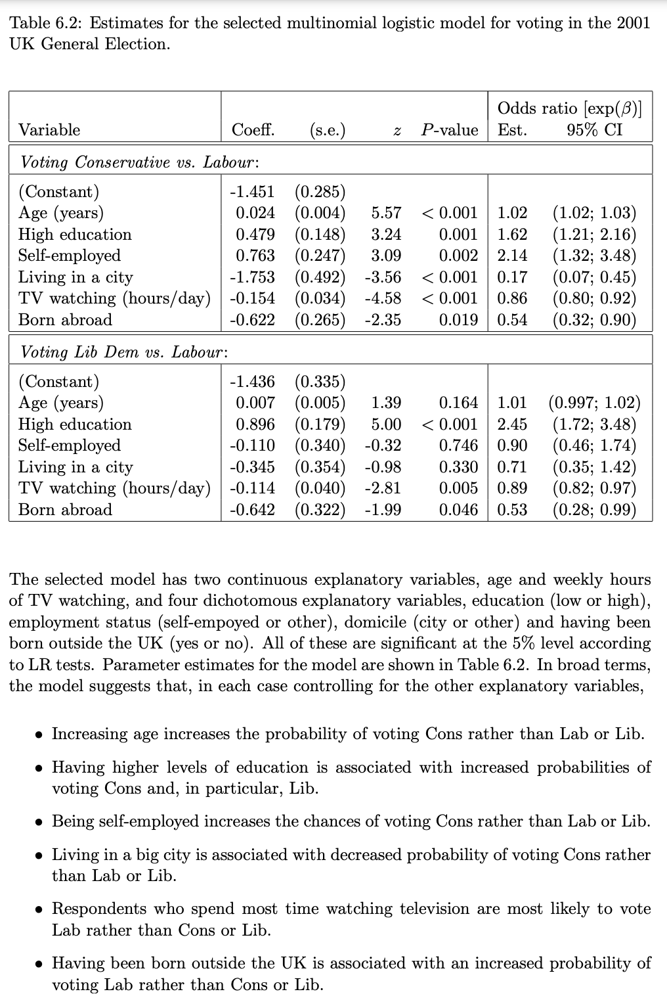 Table 6.2: Estimates for the selected multinomial logistic model for voting in the 2001
UK General Election.
Odds ratio [exp(β)]
Variable Coeff. (s.e.) z P-value Est. 95% CI
Voting Conservative vs. Labour:
(Constant) -1.451 (0.285)
Age (years) 0.024 (0.004) 5.57 < 0.001 1.02 (1.02; 1.03)
High education 0.479 (0.148) 3.24 0.001 1.62 (1.21; 2.16)
Self-employed 0.763 (0.247) 3.09 0.002 2.14 (1.32; 3.48)
Living in a city -1.753 (0.492) -3.56 < 0.001 0.17 (0.07; 0.45)
TV watching (hours/day) -0.154 (0.034) -4.58 < 0.001 0.86 (0.80; 0.92)
Born abroad -0.622 (0.265) -2.35 0.019 0.54 (0.32; 0.90)
Voting Lib Dem vs. Labour:
(Constant) -1.436 (0.335)
Age (years) 0.007 (0.005) 1.39 0.164 1.01 (0.997; 1.02)
High education 0.896 (0.179) 5.00 < 0.001 2.45 (1.72; 3.48)
Self-employed -0.110 (0.340) -0.32 0.746 0.90 (0.46; 1.74)
Living in a city -0.345 (0.354) -0.98 0.330 0.71 (0.35; 1.42)
TV watching (hours/day) -0.114 (0.040) -2.81 0.005 0.89 (0.82; 0.97)
Born abroad -0.642 (0.322) -1.99 0.046 0.53 (0.28; 0.99)
The selected model has two continuous explanatory variables, age and weekly hours
of TV watching, and four dichotomous explanatory variables, education (low or high),
employment status (self-empoyed or other), domicile (city or other) and having been
born outside the UK (yes or no). All of these are significant at the 5% level according
to LR tests. Parameter estimates for the model are shown in Table 6.2. In broad terms,
the model suggests that, in each case controlling for the other explanatory variables,
• Increasing age increases the probability of voting Cons rather than Lab or Lib.
• Having higher levels of education is associated with increased probabilities of
voting Cons and, in particular, Lib.
• Being self-employed increases the chances of voting Cons rather than Lab or Lib.
• Living in a big city is associated with decreased probability of voting Cons rather
than Lab or Lib.
• Respondents who spend most time watching television are most likely to vote
Lab rather than Cons or Lib.
• Having been born outside the UK is associated with an increased probability of
voting Lab rather than Cons or Lib.